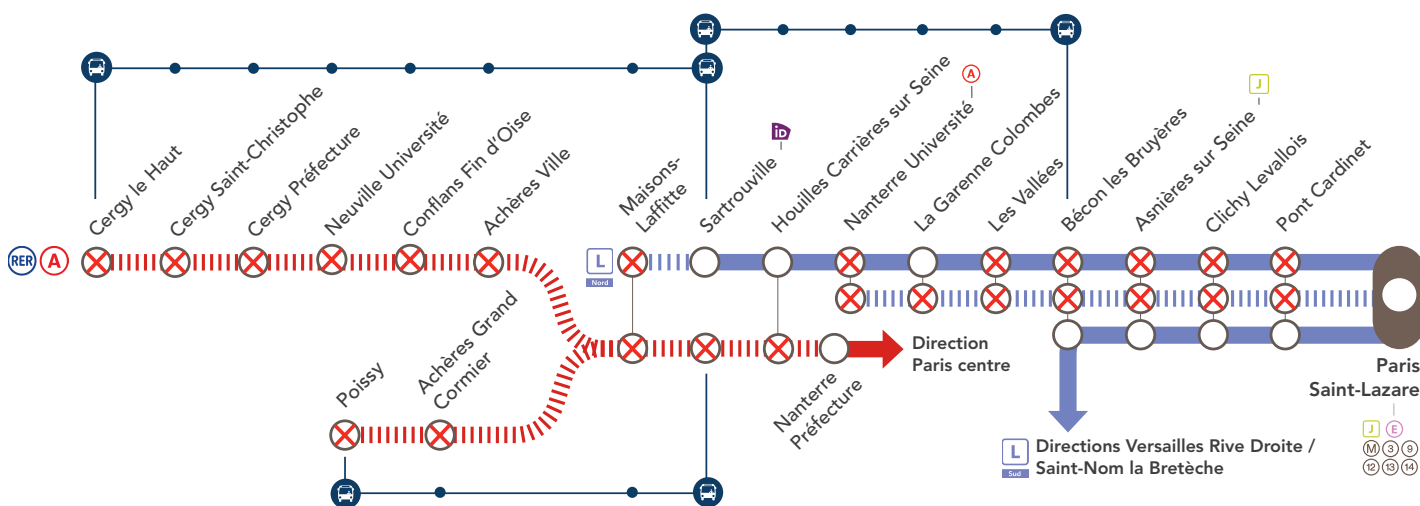 Cergy le Haut
Cergy Saint-Christophe
Cergy Préfecture
Neuville Université
Conflans Fin d'Oise
Achères Ville
Maisons-
Laffitte
Sartrouville
iD
Houilles Carrières sur Seine
Nanterre Université
A
La Garenne Colombes
Les Vallées
Bécon les Bruyères
Asnières sur Seine
J
Clichy Levallois
Pont Cardinet
RER A
L
Nord
Poissy
Achères Grand
Cormier
Nanterre
Préfecture
Direction
Paris centre
Paris
Saint-Lazare
J E
M 3 9
12 13 14
L
Sud
Directions Versailles Rive Droite /
Saint-Nom la Bretèche